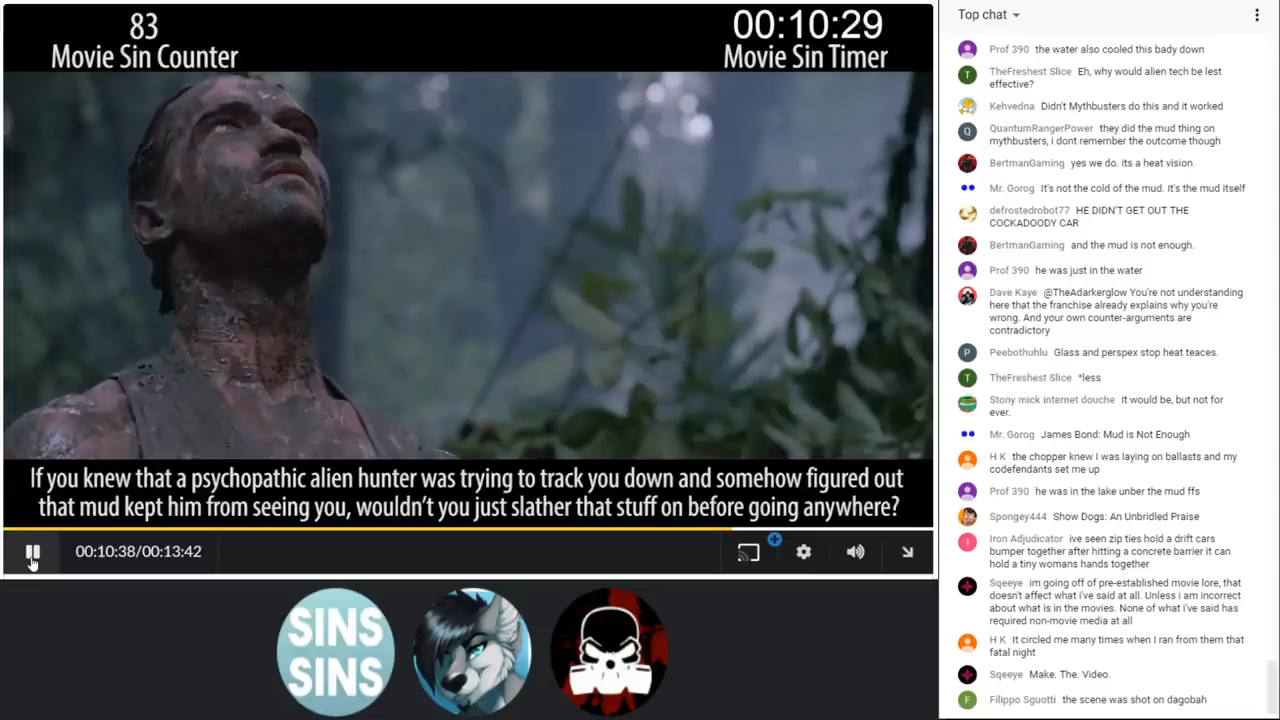 83
Movie Sin Counter
00:10:29
Movie Sin Timer
If you knew that a psychopathic alien hunter was trying to track you down and somehow figured out
that mud kept him from seeing you, wouldn't you just slather that stuff on before going anywhere?
00:10:38/00:13:42
SINS
SINS
Top chat
Prof 390 the water also cooled this bady down
T
TheFreshest Slice Eh, why would alien tech be lest
effective?
Kehvedna Didn't Mythbusters do this and it worked
Q
QuantumRangerPower they did the mud thing on
mythbusters, i dont remember the outcome though
BertmanGaming yes we do. its a heat vision.
Mr. Gorog It's not the cold of the mud. It's the mud itself
defrostedrobot77 HE DIDN'T GET OUT THE
COCKADOODY CAR
BertmanGaming and the mud is not enough.
Prof 390 he was just in the water
Dave Kaye @TheAdarkerglow You're not understanding
here that the franchise already explains why you're
wrong. And your own counter-arguments are
contradictory
P
Peebothuhlu Glass and perspex stop heat teaces.
T
TheFreshest Slice *less
Stony mick internet douche It would be, but not for
ever.
Mr. Gorog James Bond: Mud is Not Enough
H K the chopper knew I was laying on ballasts and my
codefendants set me up
Prof 390 he was in the lake unber the mud ffs
Spongey444 Show Dogs: An Unbridled Praise
I
Iron Adjudicator ive seen zip ties hold a drift cars
bumper together after hitting a concrete barrier it can
hold a tiny womans hands together
Sqeeye im going off of pre-established movie lore, that
doesn't affect what i've said at all. Unless i am incorrect
about what is in the movies. None of what i've said has
required non-movie media at all
H K It circled me many times when I ran from them that
fatal night
Sqeeye Make. The. Video.
F
Filippo Sguotti the scene was shot on dagobah